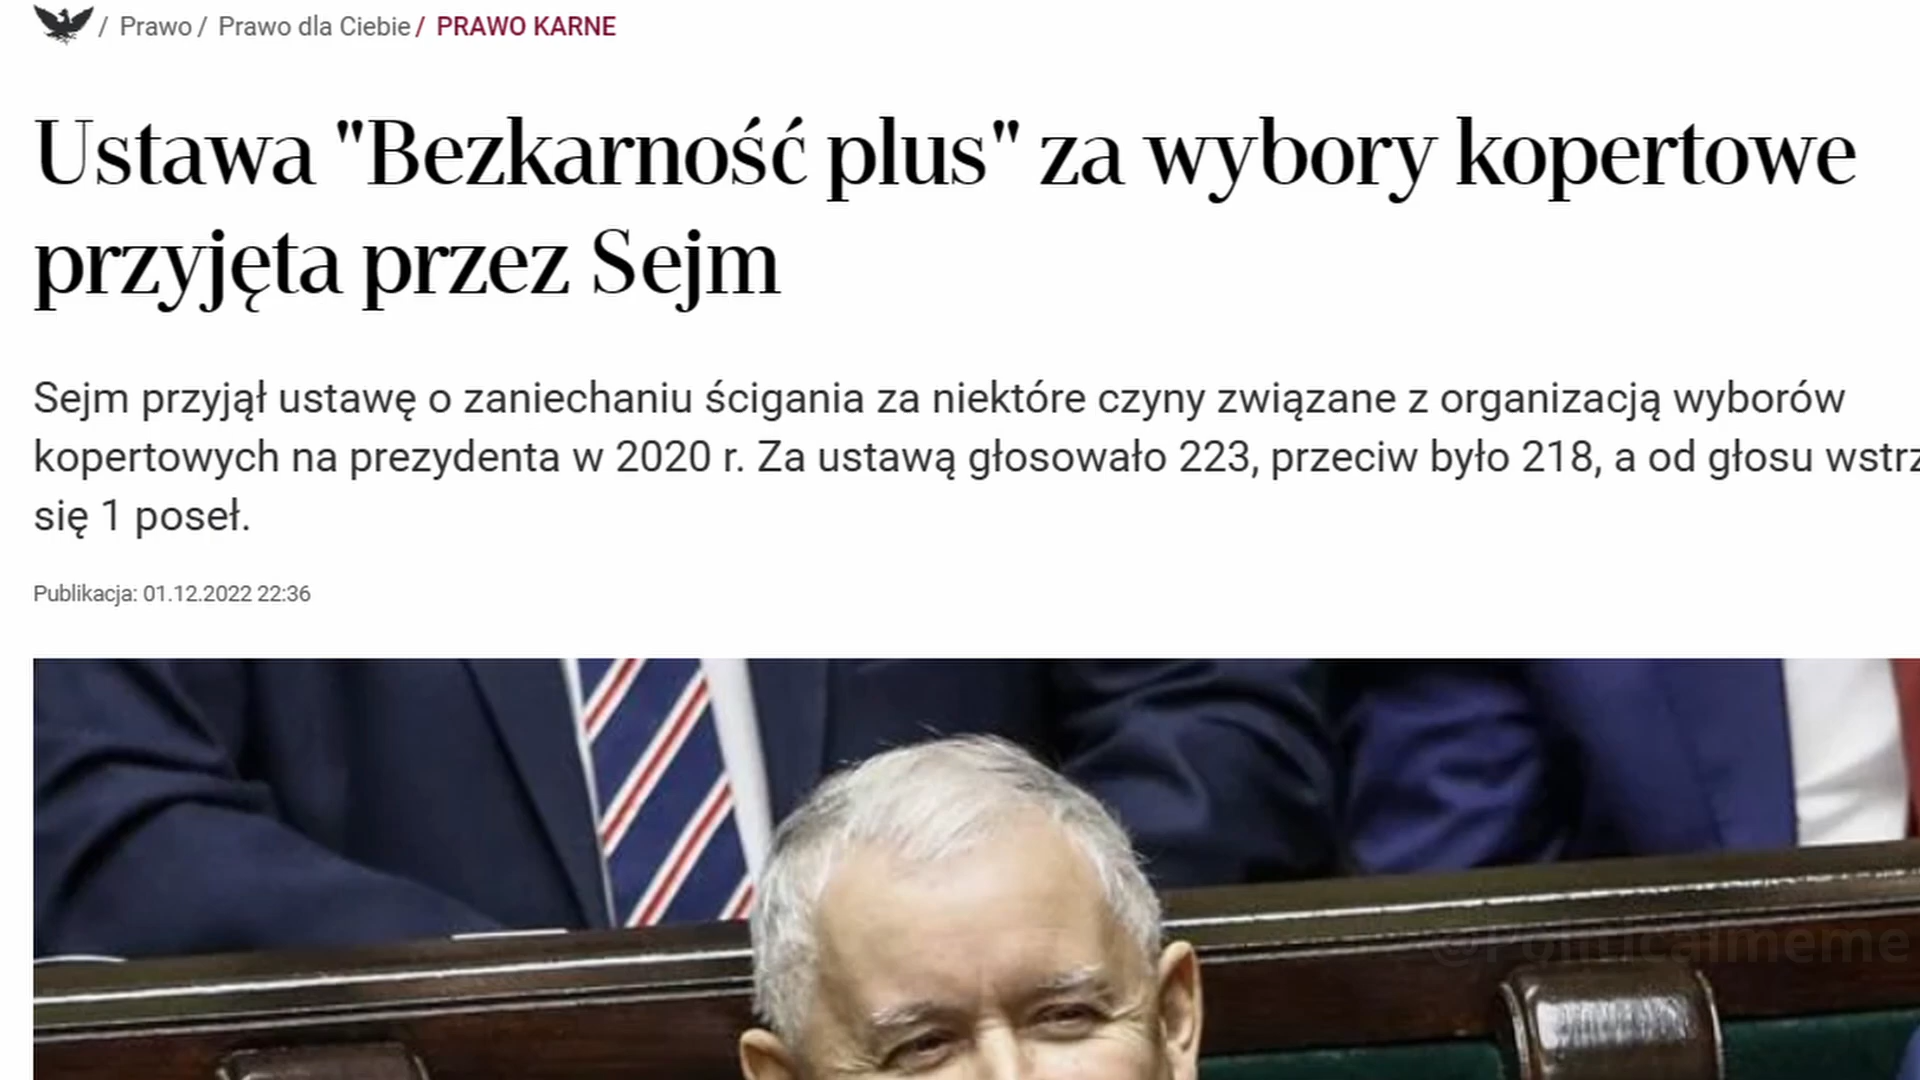 / Prawo / Prawo dla Ciebie / PRAWO KARNE
Ustawa "Bezkarność plus" za wybory kopertowe
przyjęta przez Sejm
Sejm przyjął ustawę o zaniechaniu ścigania za niektóre czyny związane z organizacją wyborów
kopertowych na prezydenta w 2020 r. Za ustawą głosowało 223, przeciw było 218, a od głosu wstrz
się 1 poseł.
Publikacja: 01.12.2022 22:36
@Politicalmeme